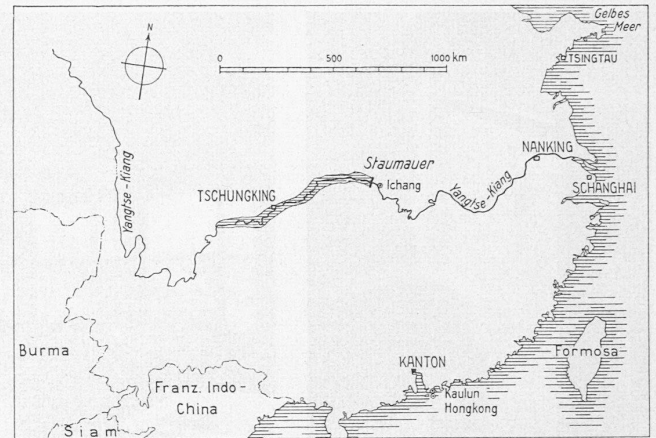 N
Gelbes
Meer
0 500 1000 km
TSINGTAU
NANKING
Staumauer
Ichang
Yangtse-Kiang
Yangtse-Kiang
TSCHUNGKING
SCHANGHAI
Burma
KANTON
Formosa
Franz. Indo-
China
Kaulun
Hongkong
Siam